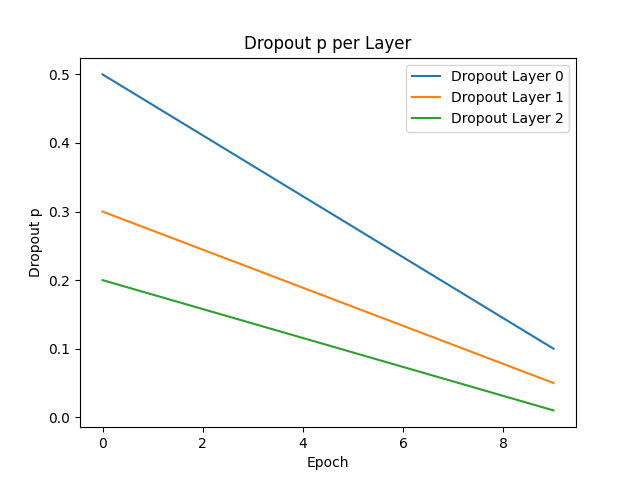 Dropout p per Layer
Dropout Layer 0
Dropout Layer 1
Dropout Layer 2
Dropout p
0.5
0.4
0.3
0.2
0.1
0.0
0 2 4 6 8
Epoch